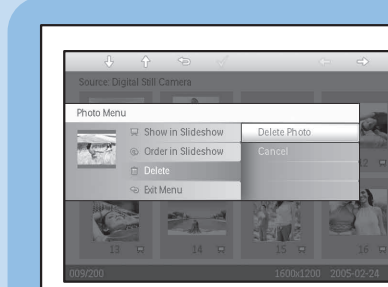 Source: Digital Still Camera
Photo Menu
Show in Slideshow
Delete Photo
Order in Slideshow
Cancel
12
Delete
Exit Menu
13
14
15
16
009/200
1600x1200
2005-02-24